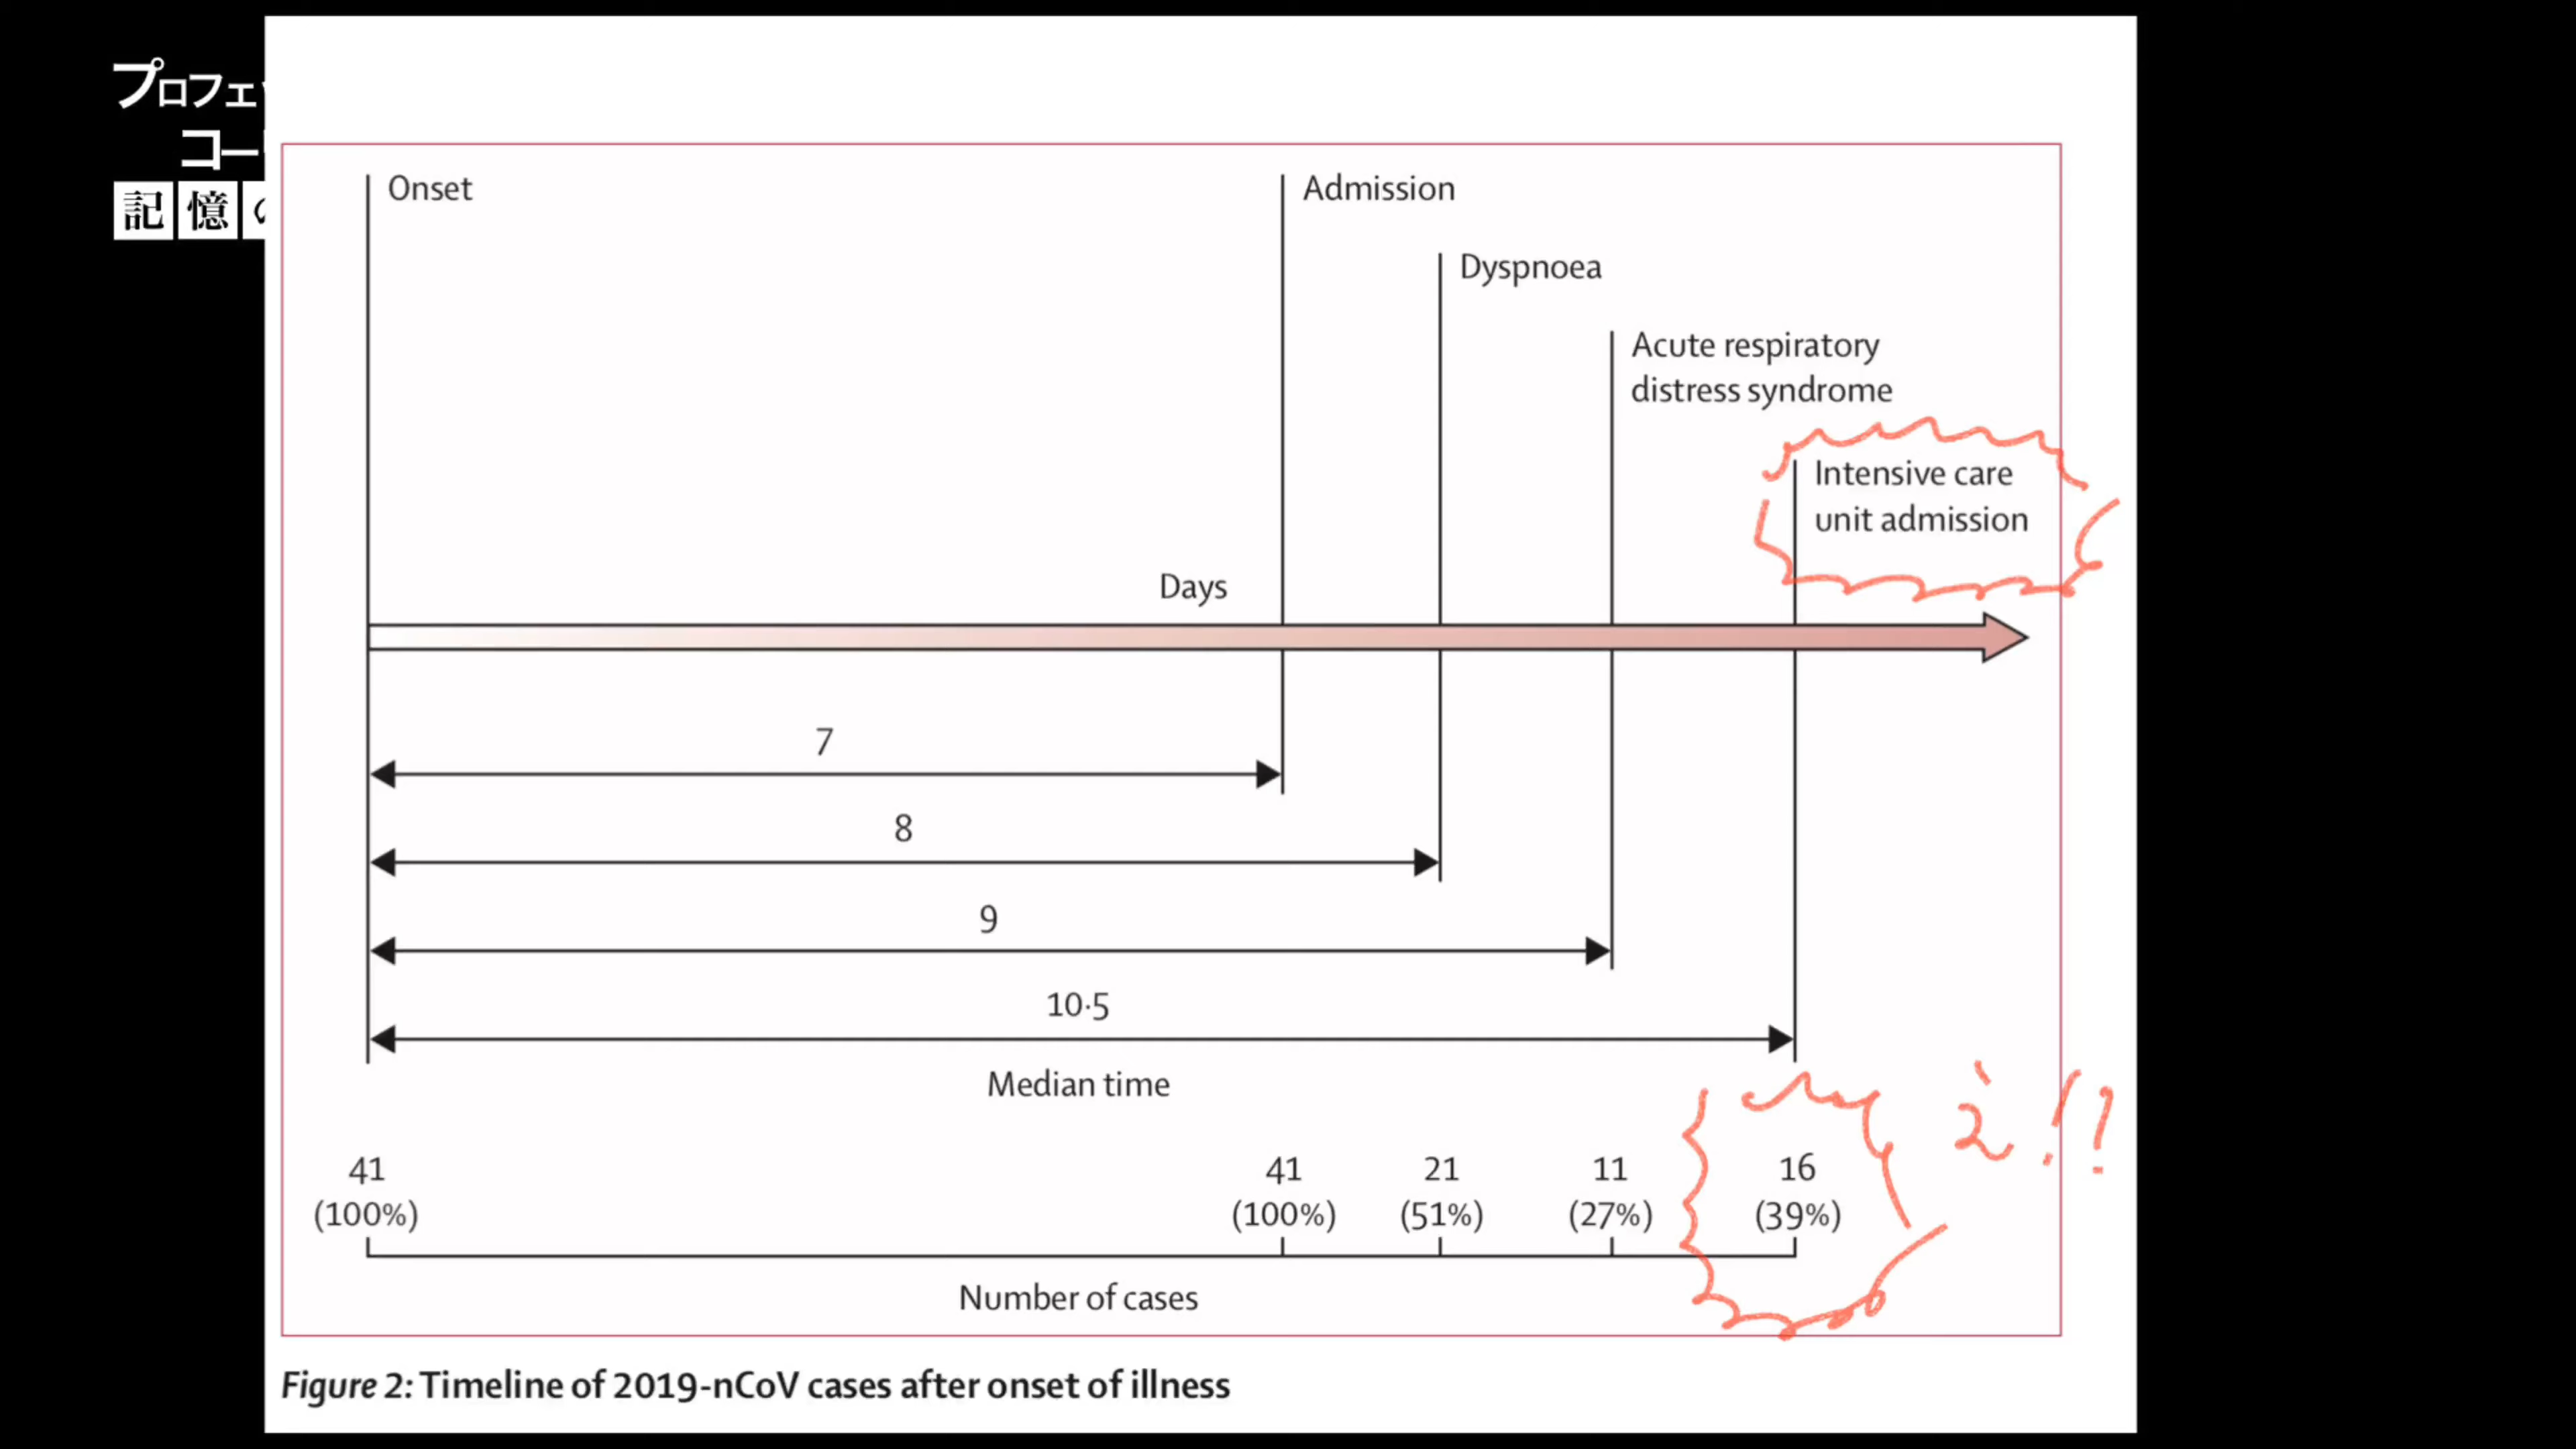 プロフェ
コー
記憶の
Onset
Admission
Dyspnoea
Acute respiratory
distress syndrome
Intensive care
unit admission
Days
7
8
9
10·5
Median time
え!!
41 41 21 11 16
(100%) (100%) (51%) (27%) (39%)
Number of cases
Figure 2: Timeline of 2019-nCoV cases after onset of illness